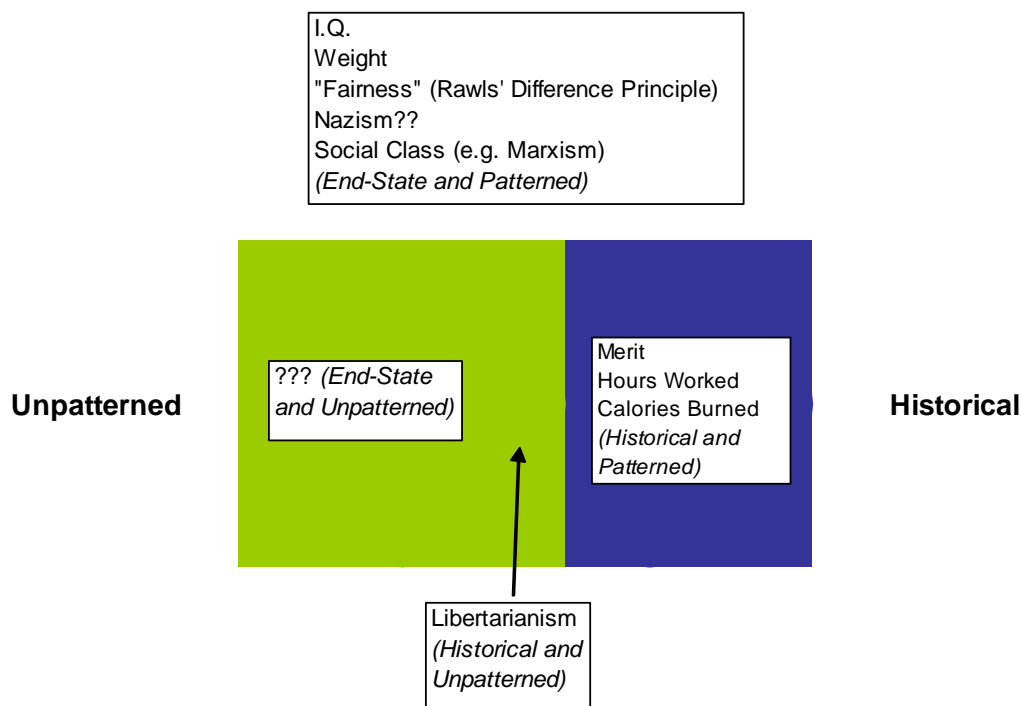 I.Q.
Weight
"Fairness" (Rawls' Difference Principle)
Nazism??
Social Class (e.g. Marxism)
(End-State and Patterned)
Unpatterned
??? (End-State
and Unpatterned)
Merit
Hours Worked
Calories Burned
(Historical and
Patterned)
Historical
Libertarianism
(Historical and
Unpatterned)